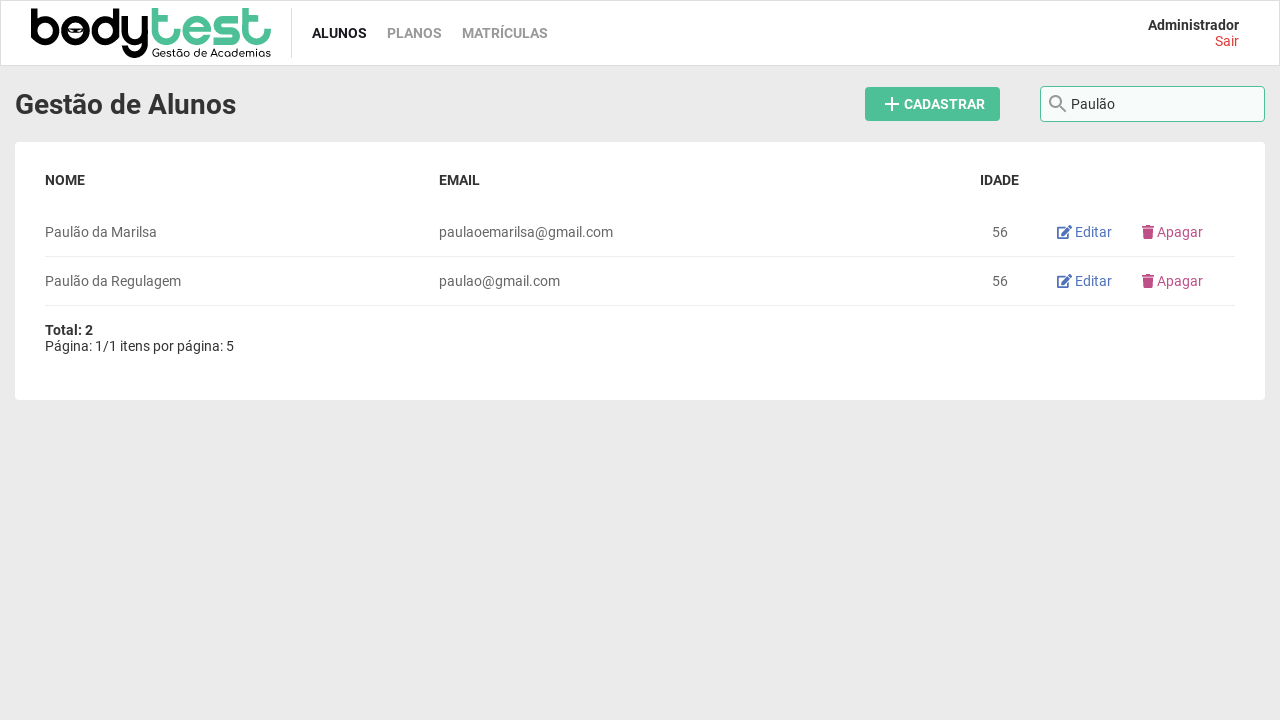 bodytest
Gestão de Academias
ALUNOS PLANOS MATRÍCULAS
Administrador
Sair
Gestão de Alunos
CADASTRAR
Paulão
NOME EMAIL IDADE
Paulão da Marilsa paulaoemarilsa@gmail.com 56 Editar Apagar
Paulão da Regulagem paulao@gmail.com 56 Editar Apagar
Total: 2
Página: 1/1 itens por página: 5